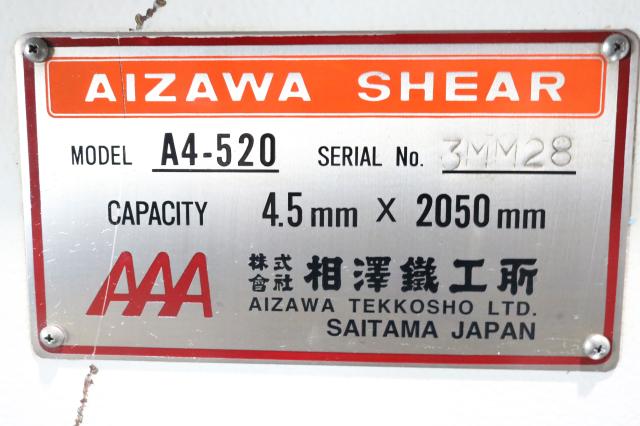 AIZAWA SHEAR
MODEL A4-520 SERIAL No. 3MM28
CAPACITY 4.5mm X 2050mm
AAA 株式會社 相澤鐵工所
AIZAWA TEKKOSHO LTD.
SAITAMA JAPAN